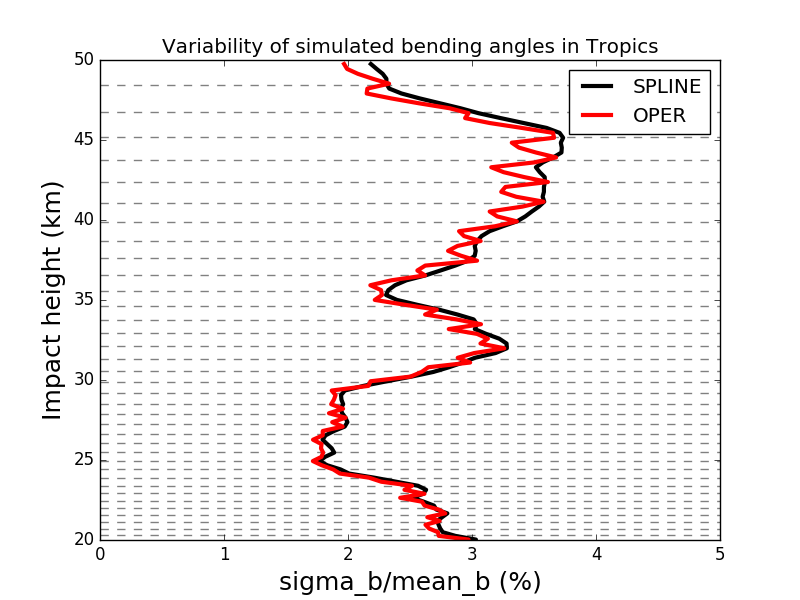 Variability of simulated bending angles in Tropics
50
45
40
35
30
25
20
Impact height (km)
SPLINE
OPER
0 1 2 3 4 5
sigma_b/mean_b (%)